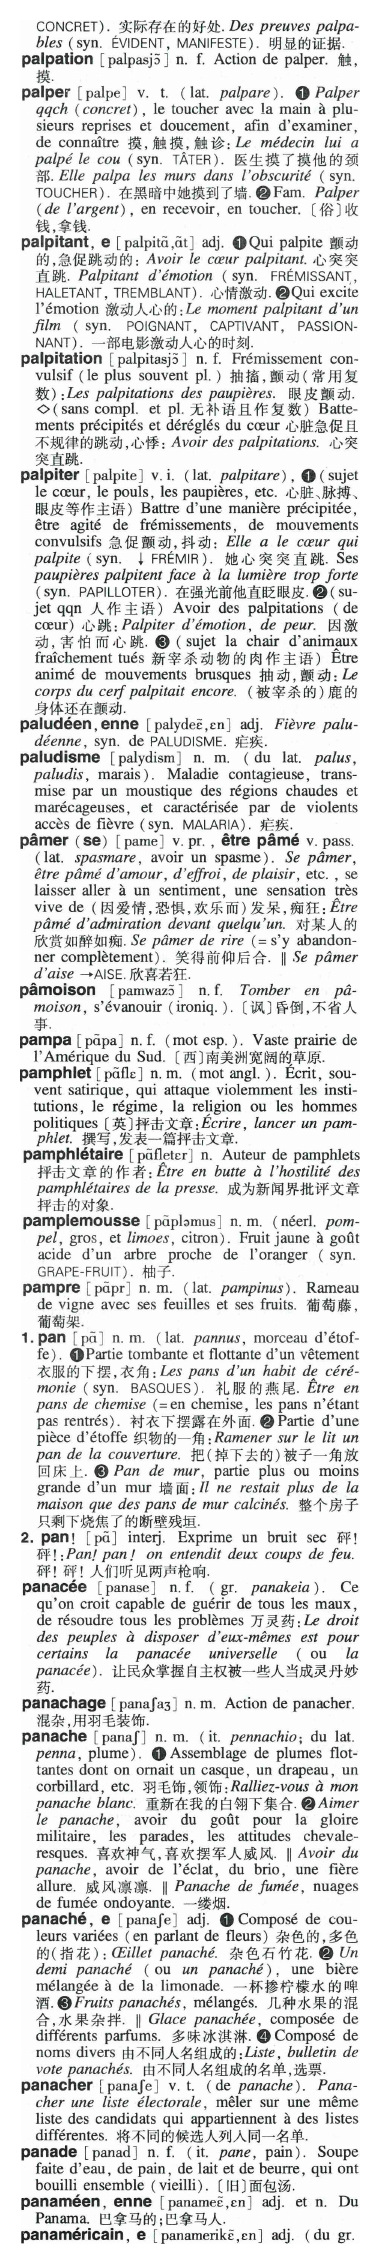 CONCRET). 实际存在的好处. Des preuves palpa-
bles (syn. ÉVIDENT, MANIFESTE). 明显的证据.
palpation [palpasjɔ̃] n. f. Action de palper. 触,
摸.
palper [palpe] v. t. (lat. palpare). ❶ Palper
qqch (concret), le toucher avec la main à plu-
sieurs reprises et doucement, afin d'examiner,
de connaître 摸,触摸,触诊: Le médecin lui a
palpé le cou (syn. TÂTER). 医生摸了摸他的颈
部. Elle palpa les murs dans l'obscurité (syn.
TOUCHER). 在黑暗中她摸到了墙. ❷ Fam. Palper
(de l'argent), en recevoir, en toucher. [俗]收
钱,拿钱.
palpitant, e [palpitɑ̃,ɑ̃t] adj. ❶Qui palpite 颤动
的,急促跳动的: Avoir le cœur palpitant. 心突突
直跳. Palpitant d'émotion (syn. FRÉMISSANT,
HALETANT, TREMBLANT). 心情激动. ❷Qui excite
l'émotion 激动人心的: Le moment palpitant d'un
film (syn. POIGNANT, CAPTIVANT, PASSION-
NANT). 一部电影激动人心的时刻.
palpitation [palpitasjɔ̃] n. f. Frémissement con-
vulsif (le plus souvent pl.) 抽搐,颤动(常用复
数): Les palpitations des paupières. 眼皮颤动.
◇(sans compl. et pl. 无补语且作复数) Batte-
ments précipités et déréglés du cœur 心脏急促且
不规律的跳动,心悸: Avoir des palpitations. 心突
突直跳.
palpiter [palpite] v. i. (lat. palpitare), ❶ (sujet
le cœur, le pouls, les paupières, etc. 心脏、脉搏、
眼皮等作主语) Battre d'une manière précipitée,
être agité de frémissements, de mouvements
convulsifs 急促颤动,抖动: Elle a le cœur qui
palpite (syn. ↓ FRÉMIR). 她心突突直跳. Ses
paupières palpitent face à la lumière trop forte
(syn. PAPILLOTER). 在强光前他直眨眼皮. ❷ (su-
jet qqn 人作主语) Avoir des palpitations (de
cœur) 心跳: Palpiter d'émotion, de peur. 因激
动,害怕而心跳. ❸ (sujet la chair d'animaux
fraîchement tués 新宰杀动物的肉作主语) Être
animé de mouvements brusques 抽动,颤动: Le
corps du cerf palpitait encore. (被宰杀的)鹿的
身体还在颤动.
paludéen, enne [palydeɛ̃,ɛn] adj. Fièvre palu-
déenne, syn. de PALUDISME. 疟疾.
paludisme [palydism] n. m. (du lat. palus,
paludis, marais). Maladie contagieuse, trans-
mise par un moustique des régions chaudes et
marécageuses, et caractérisée par de violents
accès de fièvre (syn. MALARIA). 疟疾.
pâmer (se) [pame] v. pr., être pâmé v. pass.
(lat. spasmare, avoir un spasme). Se pâmer,
être pâmé d'amour, d'effroi, de plaisir, etc., se
laisser aller à un sentiment, une sensation très
vive de (因爱情,恐惧,欢乐而)发呆,痴狂: Être
pâmé d'admiration devant quelqu'un. 对某人的
欣赏如醉如痴. Se pâmer de rire (= s'y abandon-
ner complètement). 笑得前仰后合. ‖ Se pâmer
d'aise →AISE. 欣喜若狂.
pâmoison [pamwazɔ̃] n. f. Tomber en pâ-
moison, s'évanouir (ironiq.). [讽]昏倒,不省人
事.
pampa [pɑ̃pa] n. f. (mot esp.). Vaste prairie de
l'Amérique du Sud. [西]南美洲宽阔的草原.
pamphlet [pɑ̃flɛ] n. m. (mot angl.). Écrit, sou-
vent satirique, qui attaque violemment les insti-
tutions, le régime, la religion ou les hommes
politiques [英]抨击文章: Écrire, lancer un pam-
phlet. 撰写,发表一篇抨击文章.
pamphlétaire [pɑ̃fletɛr] n. Auteur de pamphlets
抨击文章的作者: Être en butte à l'hostilité des
pamphlétaires de la presse. 成为新闻界批评文章
抨击的对象.
pamplemousse [pɑ̃pləmus] n. m. (néerl. pom-
pel, gros, et limoes, citron). Fruit jaune à goût
acide d'un arbre proche de l'oranger (syn.
GRAPE-FRUIT). 柚子.
pampre [pɑ̃pr] n. m. (lat. pampinus). Rameau
de vigne avec ses feuilles et ses fruits. 葡萄藤,
葡萄架.
1. pan [pɑ̃] n. m. (lat. pannus, morceau d'étof-
fe). ❶Partie tombante et flottante d'un vêtement
衣服的下摆,衣角: Les pans d'un habit de céré-
monie (syn. BASQUES). 礼服的燕尾. Être en
pans de chemise (= en chemise, les pans n'étant
pas rentrés). 衬衣下摆露在外面. ❷ Partie d'une
pièce d'étoffe 织物的一角: Ramener sur le lit un
pan de la couverture. 把(掉下去的)被子一角放
回床上. ❸ Pan de mur, partie plus ou moins
grande d'un mur 墙面: Il ne restait plus de la
maison que des pans de mur calcinés. 整个房子
只剩下烧焦了的断壁残垣.
2. pan! [pɑ̃] interj. Exprime un bruit sec 砰!
砰!: Pan! pan! on entendit deux coups de feu.
砰! 砰! 人们听见两声枪响.
panacée [panase] n. f. (gr. panakeia). Ce
qu'on croit capable de guérir de tous les maux,
de résoudre tous les problèmes 万灵药: Le droit
des peuples à disposer d'eux-mêmes est pour
certains la panacée universelle (ou la
panacée). 让民众掌握自主权被一些人当成灵丹妙
药.
panachage [panaʃaʒ] n. m. Action de panacher.
混杂,用羽毛装饰.
panache [panaʃ] n. m. (it. pennachio; du lat.
penna, plume). ❶ Assemblage de plumes flot-
tantes dont on ornait un casque, un drapeau, un
corbillard, etc. 羽毛饰,翎饰: Ralliez-vous à mon
panache blanc. 重新在我的白翎下集合. ❷ Aimer
le panache, avoir du goût pour la gloire
militaire, les parades, les attitudes chevale-
resques. 喜欢神气,喜欢摆军人威风. ‖ Avoir du
panache, avoir de l'éclat, du brio, une fière
allure. 威风凛凛. ‖ Panache de fumée, nuages
de fumée ondoyante. 一缕烟.
panaché, e [panaʃe] adj. ❶ Composé de cou-
leurs variées (en parlant de fleurs) 杂色的,多色
的(指花): Œillet panaché. 杂色石竹花. ❷ Un
demi panaché (ou un panaché), une bière
mélangée à de la limonade. 一杯掺柠檬水的啤
酒. ❸ Fruits panachés, mélangés. 几种水果的混
合,水果杂拌. ‖ Glace panachée, composée de
différents parfums. 多味冰淇淋. ❹ Composé de
noms divers 由不同人名组成的: Liste, bulletin de
vote panachés. 由不同人名组成的名单,选票.
panacher [panaʃe] v. t. (de panache). Pana-
cher une liste électorale, mêler sur une même
liste des candidats qui appartiennent à des listes
différentes. 将不同的候选人列入同一名单.
panade [panad] n. f. (it. pane, pain). Soupe
faite d'eau, de pain, de lait et de beurre, qui ont
bouilli ensemble (vieilli). [旧]面包汤.
panaméen, enne [panameɛ̃,ɛn] adj. et n. Du
Panama. 巴拿马的;巴拿马人.
panaméricain, e [panamerikɛ̃,ɛn] adj. (du gr.